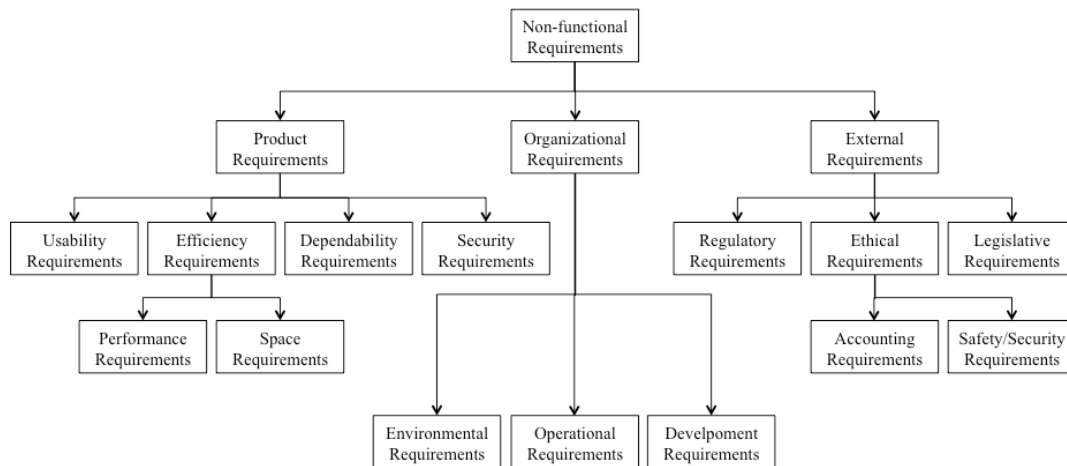 Non-functional
Requirements
Product
Requirements
Organizational
Requirements
External
Requirements
Usability
Requirements
Efficiency
Requirements
Dependability
Requirements
Security
Requirements
Regulatory
Requirements
Ethical
Requirements
Legislative
Requirements
Performance
Requirements
Space
Requirements
Accounting
Requirements
Safety/Security
Requirements
Environmental
Requirements
Operational
Requirements
Develpoment
Requirements